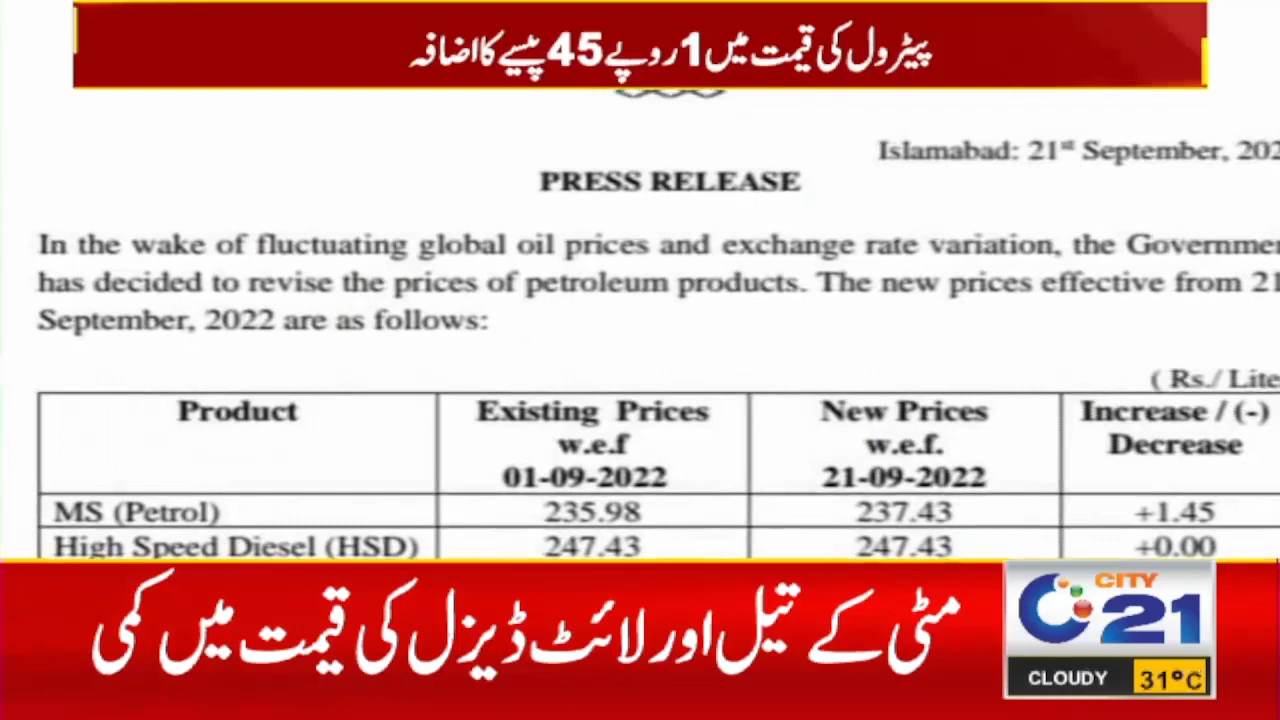 پیٹرول کی قیمت میں 1 روپے 45 پیسے کا اضافہ
Islamabad: 21st September, 202
PRESS RELEASE
In the wake of fluctuating global oil prices and exchange rate variation, the Governme
has decided to revise the prices of petroleum products. The new prices effective from 21
September, 2022 are as follows:
( Rs./ Lite
Product Existing Prices w.e.f 01-09-2022 New Prices w.e.f. 21-09-2022 Increase / (-) Decrease
MS (Petrol) 235.98 237.43 +1.45
High Speed Diesel (HSD) 247.43 247.43 +0.00
مٹی کے تیل اور لائٹ ڈیزل کی قیمت میں کمی
CITY
21
CLOUDY 31°C